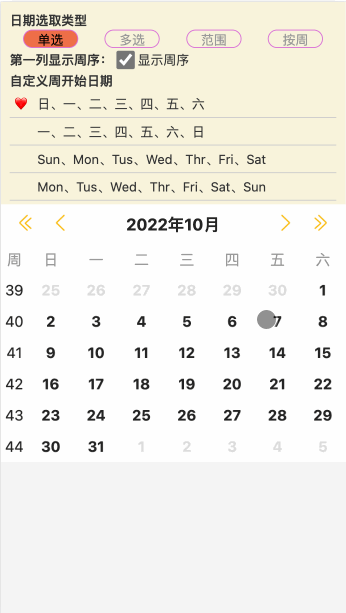 日期选取类型
单选 多选 范围 按周
第一列显示周序： 显示周序
自定义周开始日期
日、一、二、三、四、五、六
一、二、三、四、五、六、日
Sun、Mon、Tus、Wed、Thr、Fri、Sat
Mon、Tus、Wed、Thr、Fri、Sat、Sun
2022年10月
周 日 一 二 三 四 五 六
39 25 26 27 28 29 30 1
40 2 3 4 5 6 7 8
41 9 10 11 12 13 14 15
42 16 17 18 19 20 21 22
43 23 24 25 26 27 28 29
44 30 31 1 2 3 4 5